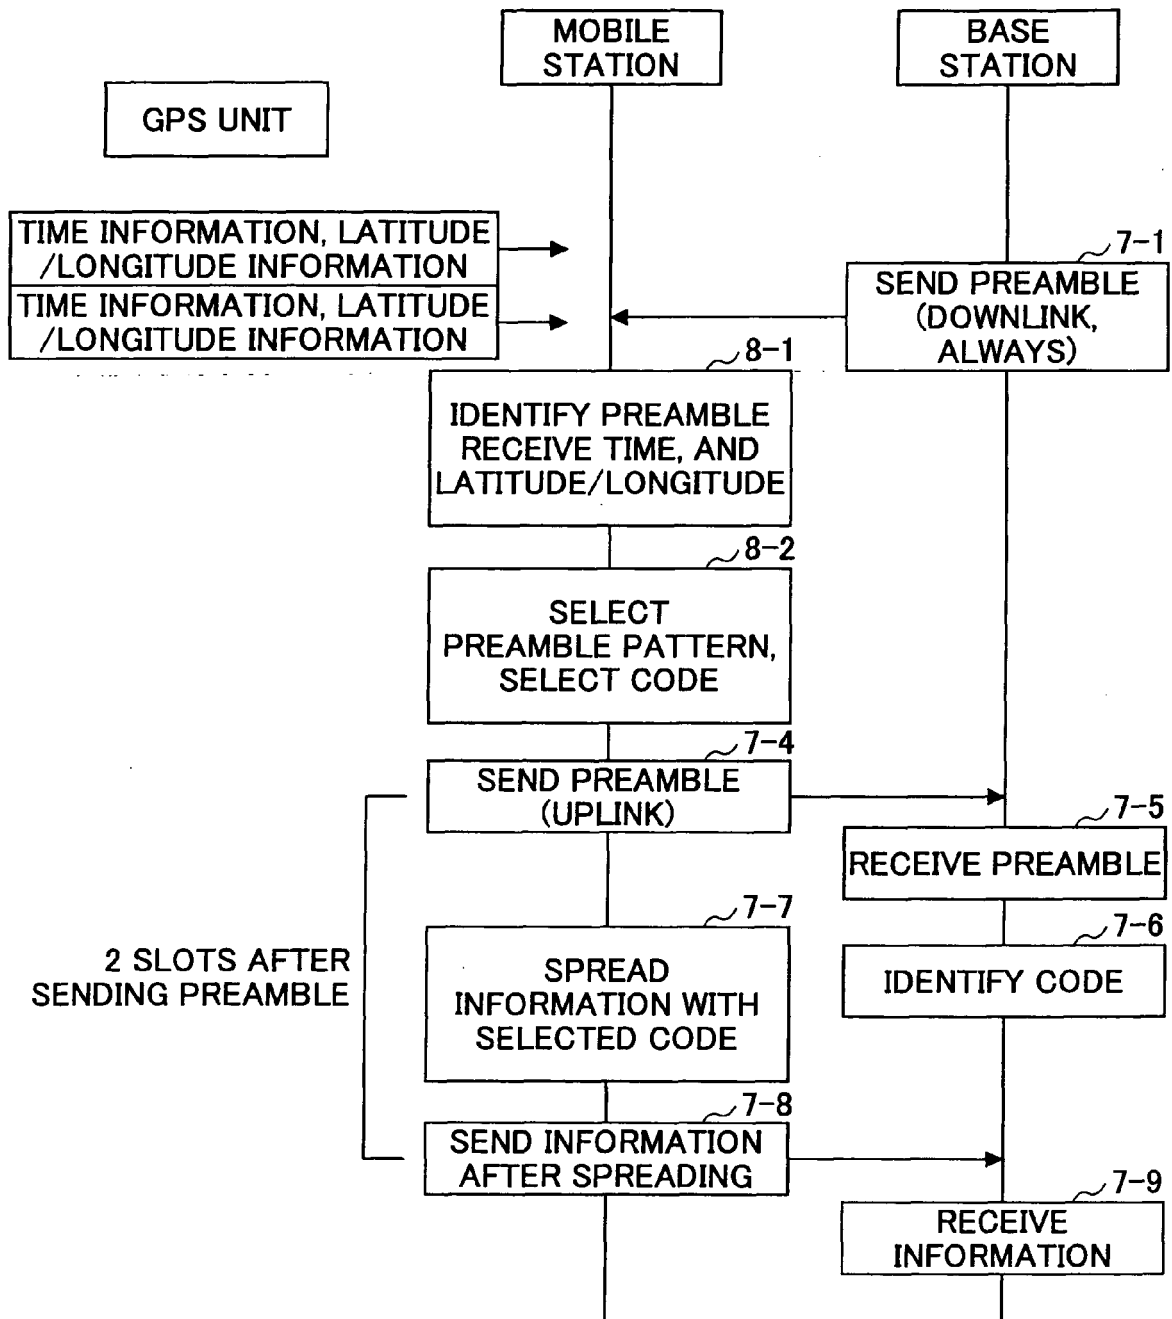 MOBILE
STATION
BASE
STATION
GPS UNIT
TIME INFORMATION, LATITUDE
/LONGITUDE INFORMATION
TIME INFORMATION, LATITUDE
/LONGITUDE INFORMATION
7-1
SEND PREAMBLE
(DOWNLINK,
ALWAYS)
8-1
IDENTIFY PREAMBLE
RECEIVE TIME, AND
LATITUDE/LONGITUDE
8-2
SELECT
PREAMBLE PATTERN,
SELECT CODE
7-4
SEND PREAMBLE
(UPLINK)
7-5
RECEIVE PREAMBLE
7-6
IDENTIFY CODE
2 SLOTS AFTER
SENDING PREAMBLE
7-7
SPREAD
INFORMATION WITH
SELECTED CODE
7-8
SEND INFORMATION
AFTER SPREADING
7-9
RECEIVE
INFORMATION